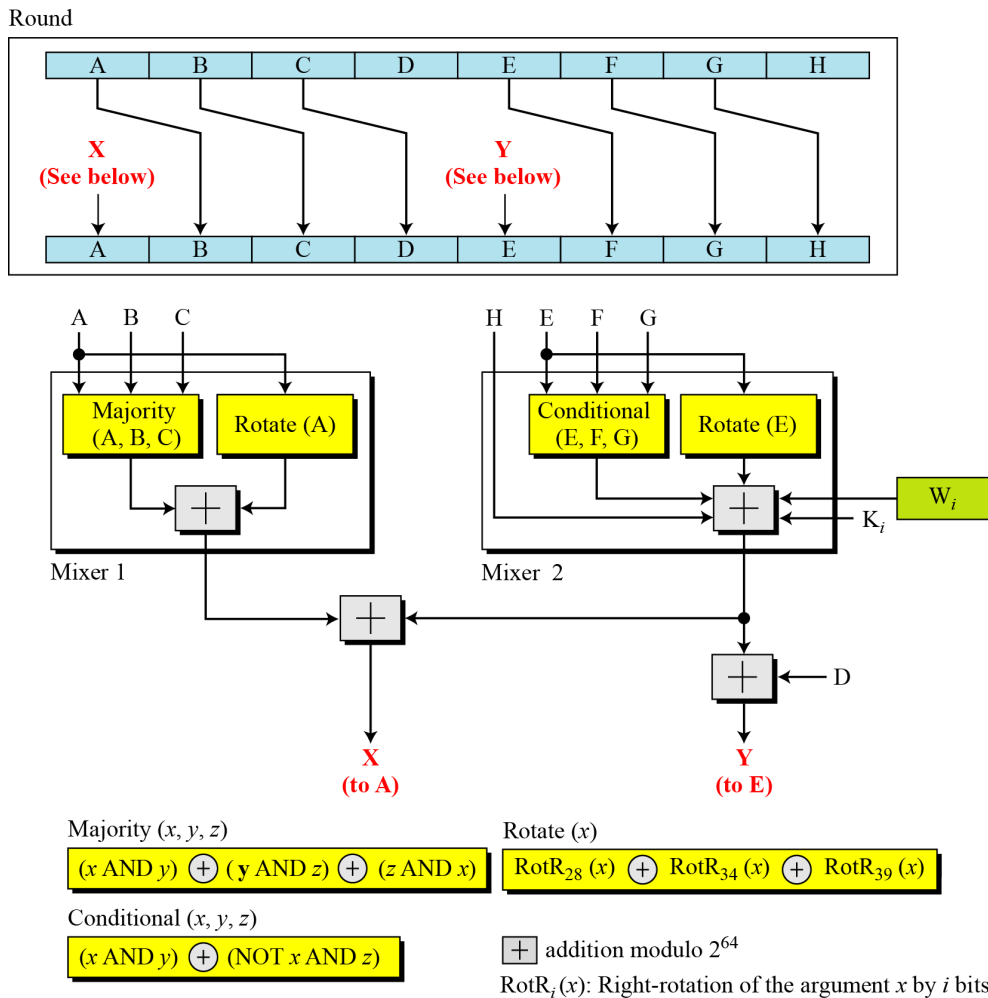 Round
A B C D E F G H
X
(See below)
Y
(See below)
A B C D E F G H
A B C
H E F G
Majority
(A, B, C)
Rotate (A)
Conditional
(E, F, G)
Rotate (E)
+
+
W_i
K_i
Mixer 1
Mixer 2
+
+
D
X
(to A)
Y
(to E)
Majority (x, y, z)
(x AND y) + (y AND z) + (z AND x)
Rotate (x)
RotR_28 (x) + RotR_34 (x) + RotR_39 (x)
Conditional (x, y, z)
(x AND y) + (NOT x AND z)
+ addition modulo 2^64
RotR_i (x): Right-rotation of the argument x by i bits